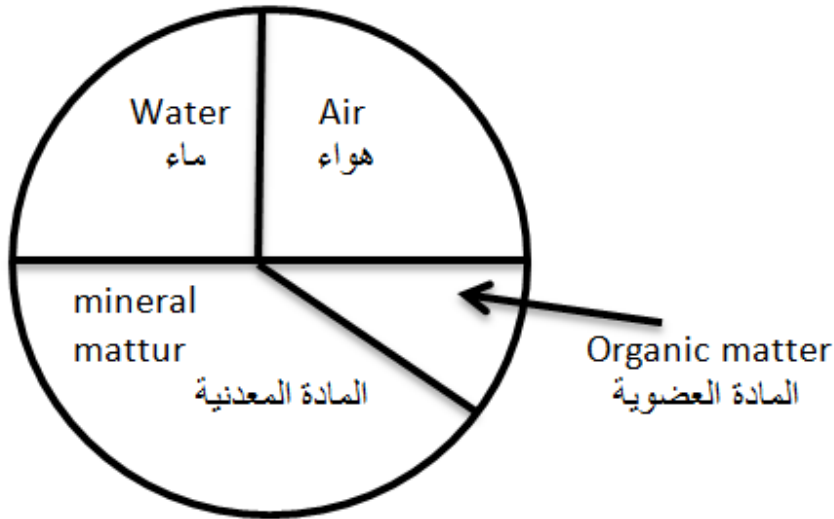 Water
ماء
Air
هواء
mineral
mattur
المادة المعدنية
Organic matter
المادة العضوية